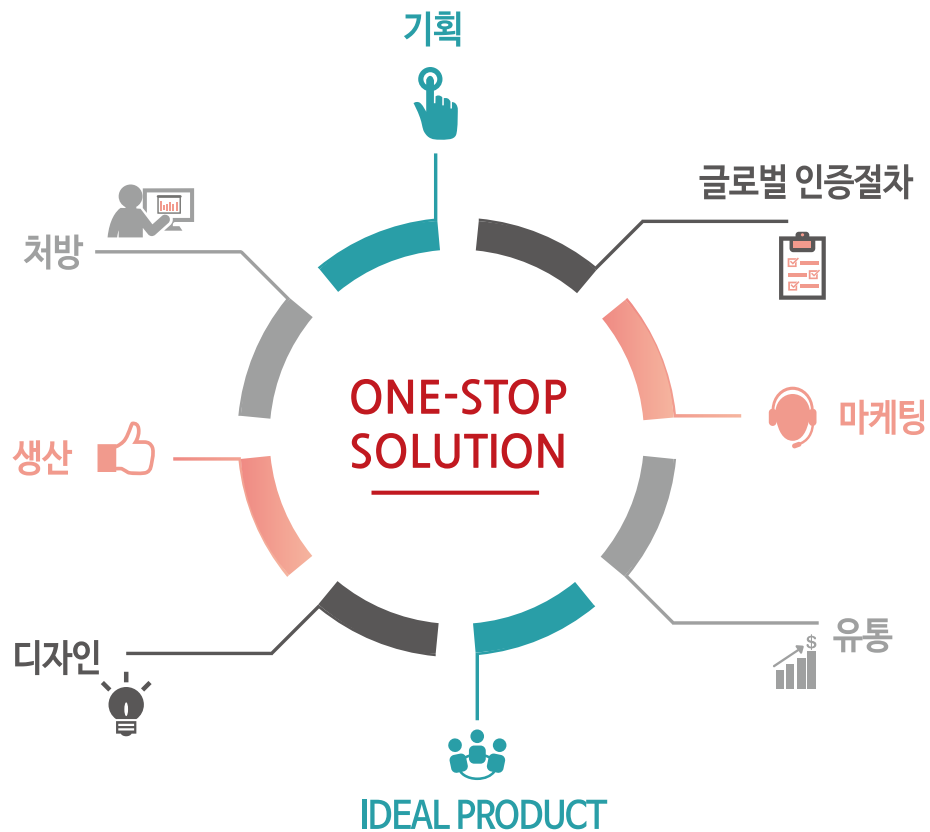 기획
글로벌 인증절차
처방
마케팅
ONE-STOP
SOLUTION
생산
유통
$
디자인
IDEAL PRODUCT